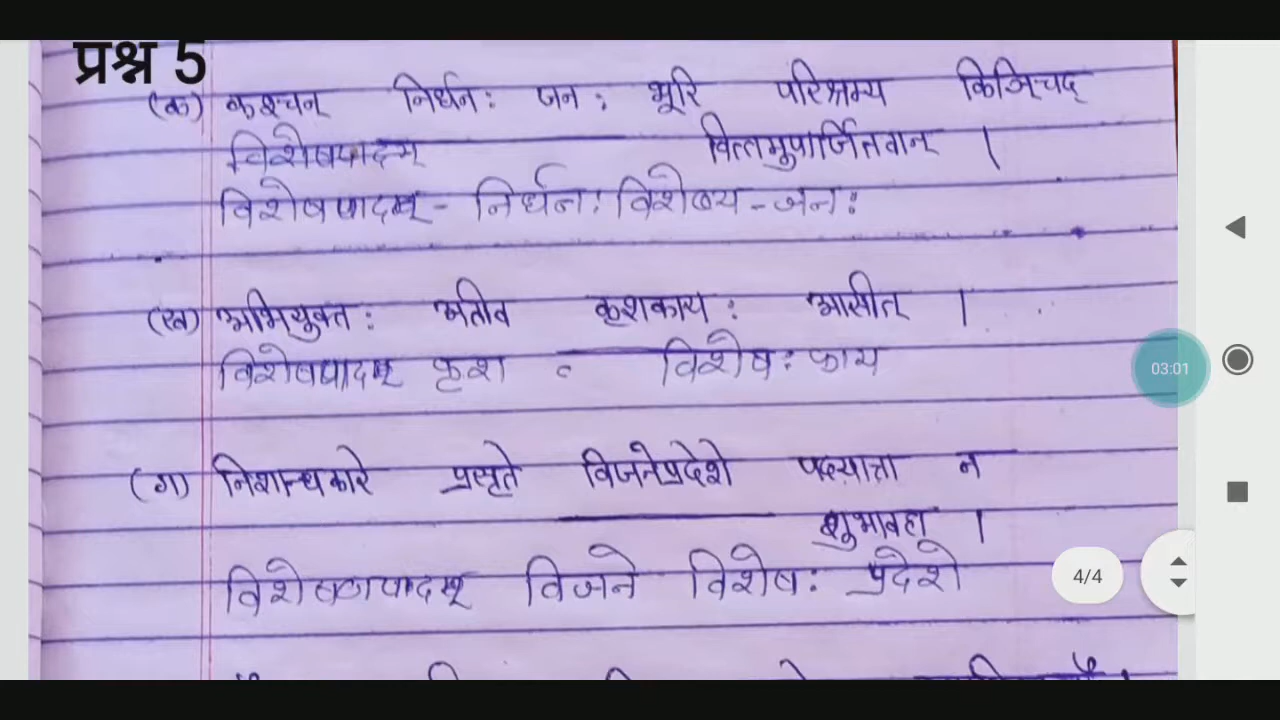 प्रश्न 5
(क) कश्चन् निर्धनः जनः भूरि परिश्रम्य किञ्चिद्
विशेषपादम् वित्तमुपार्जितवान् ।
विशेषपादम् - निर्धनः विशेष्य - जनः
(ख) अभियुक्तः अतीव कृशकायः आसीत् ।
विशेषपादम् कृश - विशेषः काय
03:01
(ग) निशान्धकारे प्रसृते विजनेप्रदेशे पदयात्रा न
शुभावहा ।
4/4
विशेषणपादम् विजने विशेषः प्रदेशे